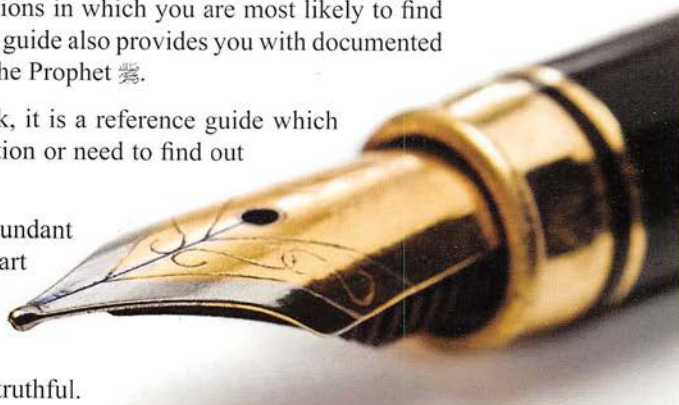 ions in which you are most likely to find
guide also provides you with documented
he Prophet ﷺ.
k, it is a reference guide which
tion or need to find out
undant
art
truthful.